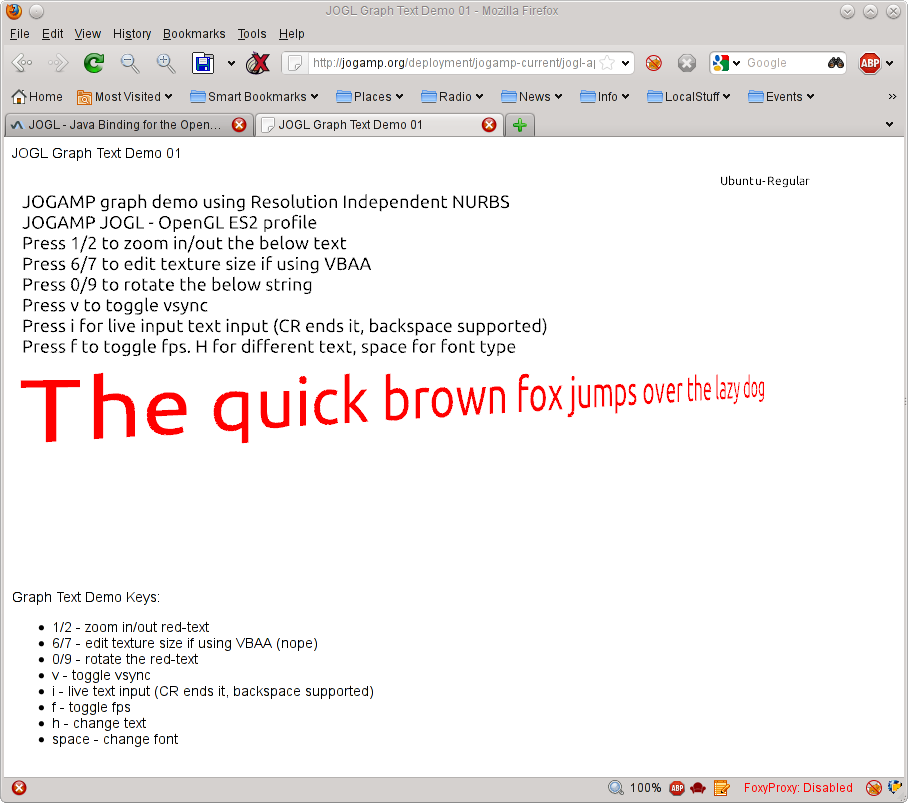 JOGL Graph Text Demo 01 - Mozilla Firefox
File Edit View History Bookmarks Tools Help
http://jogamp.org/deployment/jogamp-current/jogl-ap Google ABP
Home Most Visited Smart Bookmarks Places Radio News Info LocalStuff Events »
JOGL - Java Binding for the Open... JOGL Graph Text Demo 01
JOGL Graph Text Demo 01
Ubuntu-Regular
JOGAMP graph demo using Resolution Independent NURBS
JOGAMP JOGL - OpenGL ES2 profile
Press 1/2 to zoom in/out the below text
Press 6/7 to edit texture size if using VBAA
Press 0/9 to rotate the below string
Press v to toggle vsync
Press i for live input text input (CR ends it, backspace supported)
Press f to toggle fps. H for different text, space for font type
The quick brown fox jumps over the lazy dog
Graph Text Demo Keys:
• 1/2 - zoom in/out red-text
• 6/7 - edit texture size if using VBAA (nope)
• 0/9 - rotate the red-text
• v - toggle vsync
• i - live text input (CR ends it, backspace supported)
• f - toggle fps
• h - change text
• space - change font
100% ABP FoxyProxy: Disabled